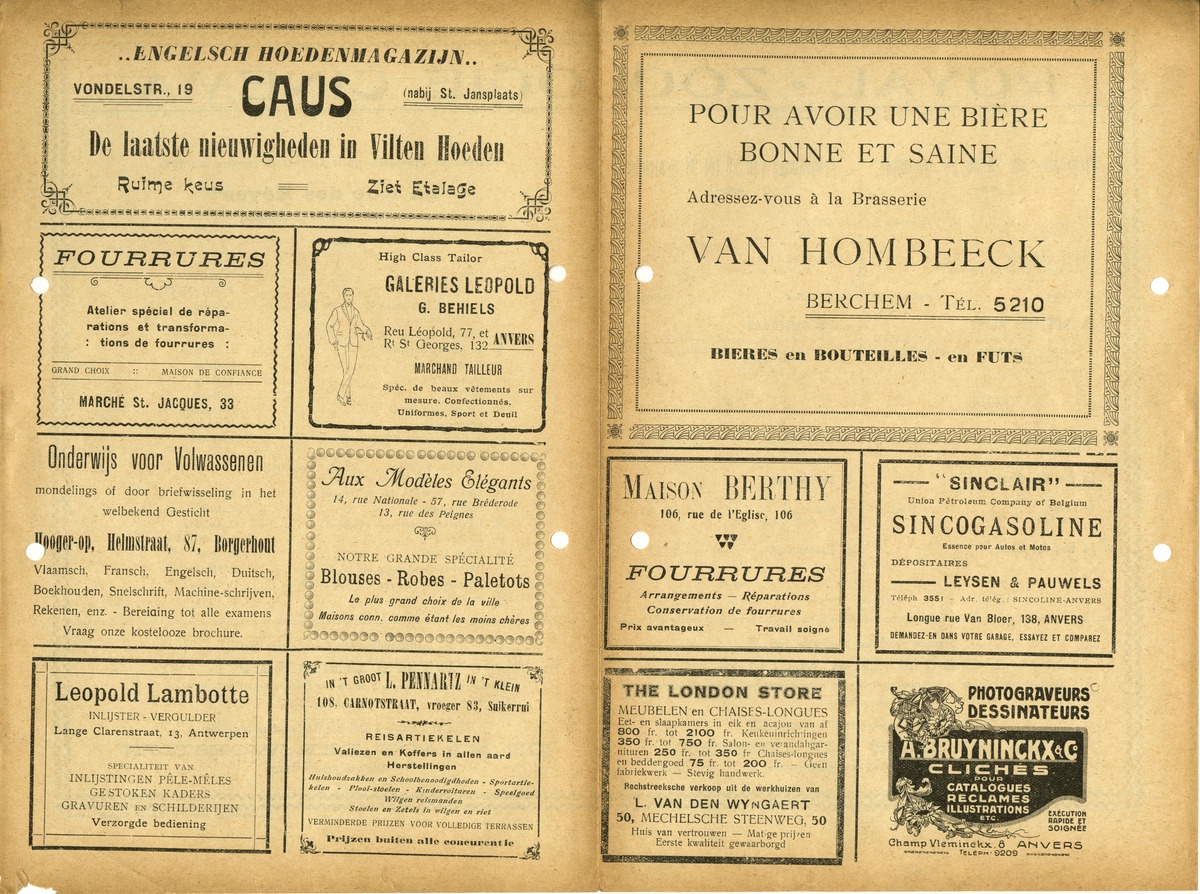 ..ENGELSCH HOEDENMAGAZIJN..
VONDELSTR., 19 CAUS (nabij St. Jansplaats)
De laatste nieuwigheden in Vilten Hoeden
Ruime keus Ziet Etalage
FOURRURES
Atelier spécial de répa-
rations et transforma-
: tions de fourrures :
GRAND CHOIX :: MAISON DE CONFIANCE
MARCHÉ St. JACQUES, 33
High Class Tailor
GALERIES LEOPOLD
G. BEHIELS
Reu Léopold, 77, et
Rt St Georges, 132 ANVERS
MARCHAND TAILLEUR
Spéc. de beaux vêtements sur
mesure. Confectionnés,
Uniformes, Sport et Deuil
Onderwijs voor Volwassenen
mondelings of door briefwisseling in het
welbekend Gesticht
Hooger-op, Helmstraat, 87, Borgerhout
Vlaamsch, Fransch, Engelsch, Duitsch,
Boekhouden, Snelschrift, Machine-schrijven,
Rekenen, enz. - Bereiding tot alle examens
Vraag onze kostelooze brochure.
Aux Modèles Elégants
14, rue Nationale - 57, rue Bréderode
13, rue des Peignes
NOTRE GRANDE SPÉCIALITÉ
Blouses - Robes - Paletots
Le plus grand choix de la ville
Maisons conn. comme étant les moins chères
Leopold Lambotte
INLIJSTER - VERGULDER
Lange Clarenstraat, 13, Antwerpen
SPECIALITEIT VAN
INLIJSTINGEN PÊLE-MÊLES
GESTOKEN KADERS
GRAVUREN EN SCHILDERIJEN
Verzorgde bediening
IN 'T GROOT L. PENNARTZ IN 'T KLEIN
108, CARNOTSTRAAT, vroeger 83, Suikerrui
REISARTIEKELEN
Valiezen en Koffers in allen aard
Herstellingen
Huishoudzakken en Schoolbenoodigdheden - Sportartie-
kelen - Plooi-stoelen - Kindervoituren - Speelgoed
Wilgen reismanden
Stoelen en Zetels in wilgen en riet
VERMINDERDE PRIJZEN VOOR VOLLEDIGE TERRASSEN
Prijzen buiten alle concurentie
POUR AVOIR UNE BIÈRE
BONNE ET SAINE
Adressez-vous à la Brasserie
VAN HOMBEECK
BERCHEM - TÉL. 5210
BIERES en BOUTEILLES - en FUTS
MAISON BERTHY
106, rue de l'Eglise, 106
FOURRURES
Arrangements — Réparations
Conservation de fourrures
Prix avantageux — Travail soigné
"SINCLAIR"
Union Pétroleum Company of Belgium
SINCOGASOLINE
Essence pour Autos et Motos
DÉPOSITAIRES
LEYSEN & PAUWELS
Téléph 3551 - Adr. télég.: SINCOLINE-ANVERS
Longue rue Van Bloer, 138, ANVERS
DEMANDEZ-EN DANS VOTRE GARAGE, ESSAYEZ ET COMPAREZ
THE LONDON STORE
MEUBELEN en CHAISES-LONGUES
Eet- en slaapkamers in eik en acajou van af
800 fr. tot 2100 fr. Keukeninrichtingen
350 fr. tot 750 fr. Salon- en verandahgar-
nituren 250 fr. tot 350 fr Chaises-longues
en beddegoed 75 fr. tot 200 fr. — Geen
fabriekwerk — Stevig handwerk.
Rechstreeksche verkoop uit de werkhuizen van
L. VAN DEN WYNGAERT
50, MECHELSCHE STEENWEG, 50
Huis van vertrouwen — Matige prijzen
Eerste kwaliteit gewaarborgd
PHOTOGRAVEURS
DESSINATEURS
A. BRUYNINCKX & Co
CLICHÉS
POUR
CATALOGUES
RÉCLAMES
ILLUSTRATIONS
ETC.
EXÉCUTION
RAPIDE ET
SOIGNÉE
Champ Vleminckx. 8 ANVERS
TÉLÉPH· 9209